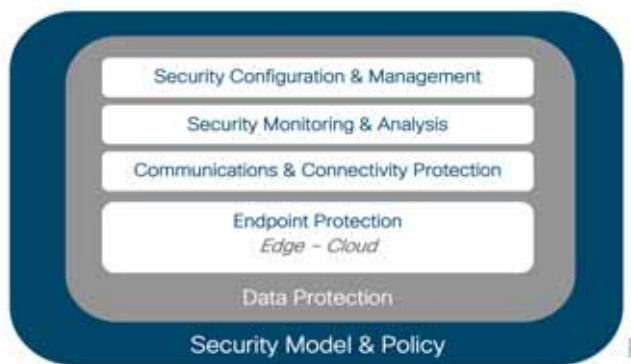 Security Configuration & Management
Security Monitoring & Analysis
Communications & Connectivity Protection
Endpoint Protection
Edge – Cloud
Data Protection
Security Model & Policy